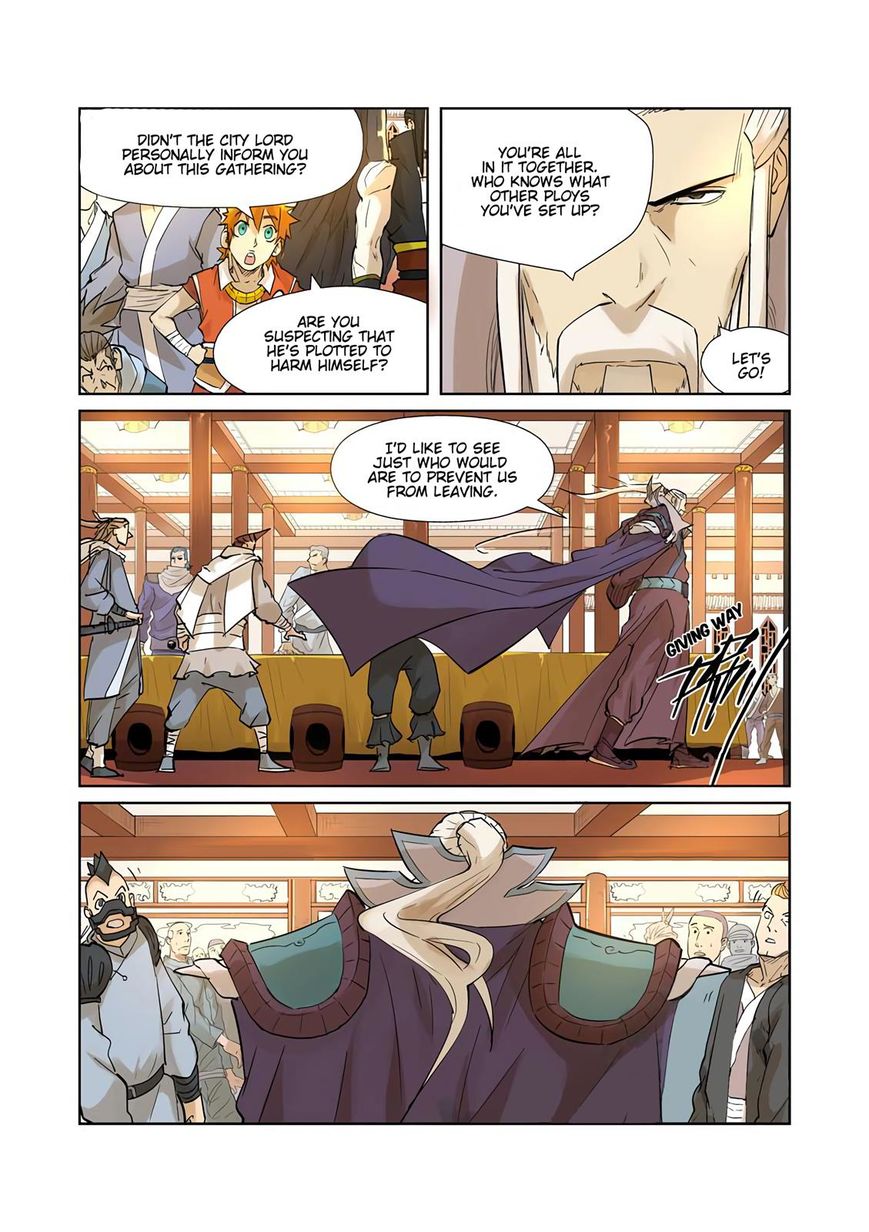 DIDN'T THE CITY LORD
PERSONALLY INFORM YOU
ABOUT THIS GATHERING?
ARE YOU
SUSPECTING THAT
HE'S PLOTTED TO
HARM HIMSELF?
YOU'RE ALL
IN IT TOGETHER.
WHO KNOWS WHAT
OTHER PLOYS
YOU'VE SET UP?
LET'S
GO!
I'D LIKE TO SEE
JUST WHO WOULD
ARE TO PREVENT US
FROM LEAVING.
GIVING WAY